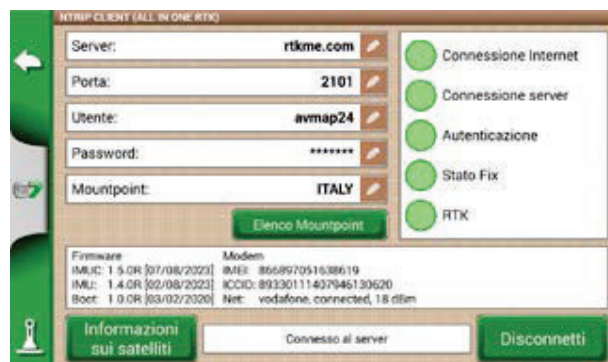 NTRIP CLIENT (ALL IN ONE RTK)
Server: rtkme.com
Porta: 2101
Utente: avmap24
Password: *******
Mountpoint: ITALY
Elenco Mountpoint
Connessione Internet
Connessione server
Autenticazione
Stato Fix
RTK
Firmware Modem
IMUC: 1.5.0R [07/08/2023] IMEI: 866897051638619
IMU: 1.4.0R [02/08/2023] ICCID: 89330111407946130620
Boot: 1.0.0R [03/02/2020] Net: vodafone, connected, 18 dBm
Informazioni
sui satelliti
Connesso al server
Disconnetti